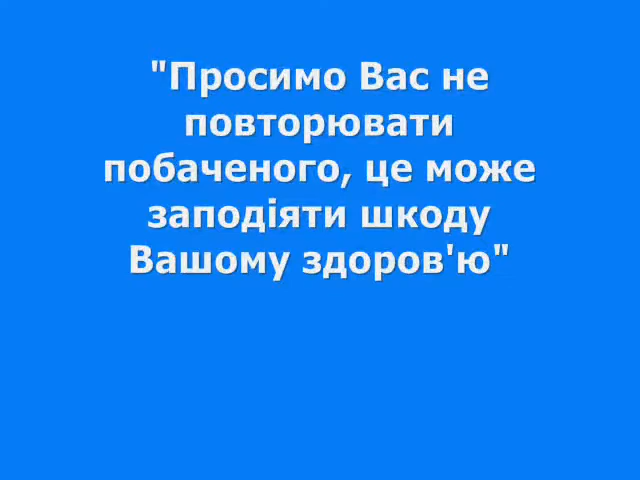 "Просимо Вас не
повторювати
побаченого, це може
заподіяти шкоду
Вашому здоров'ю"